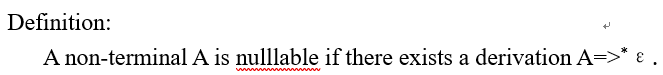 Definition:
A non-terminal A is nulllable if there exists a derivation A=>* ε .